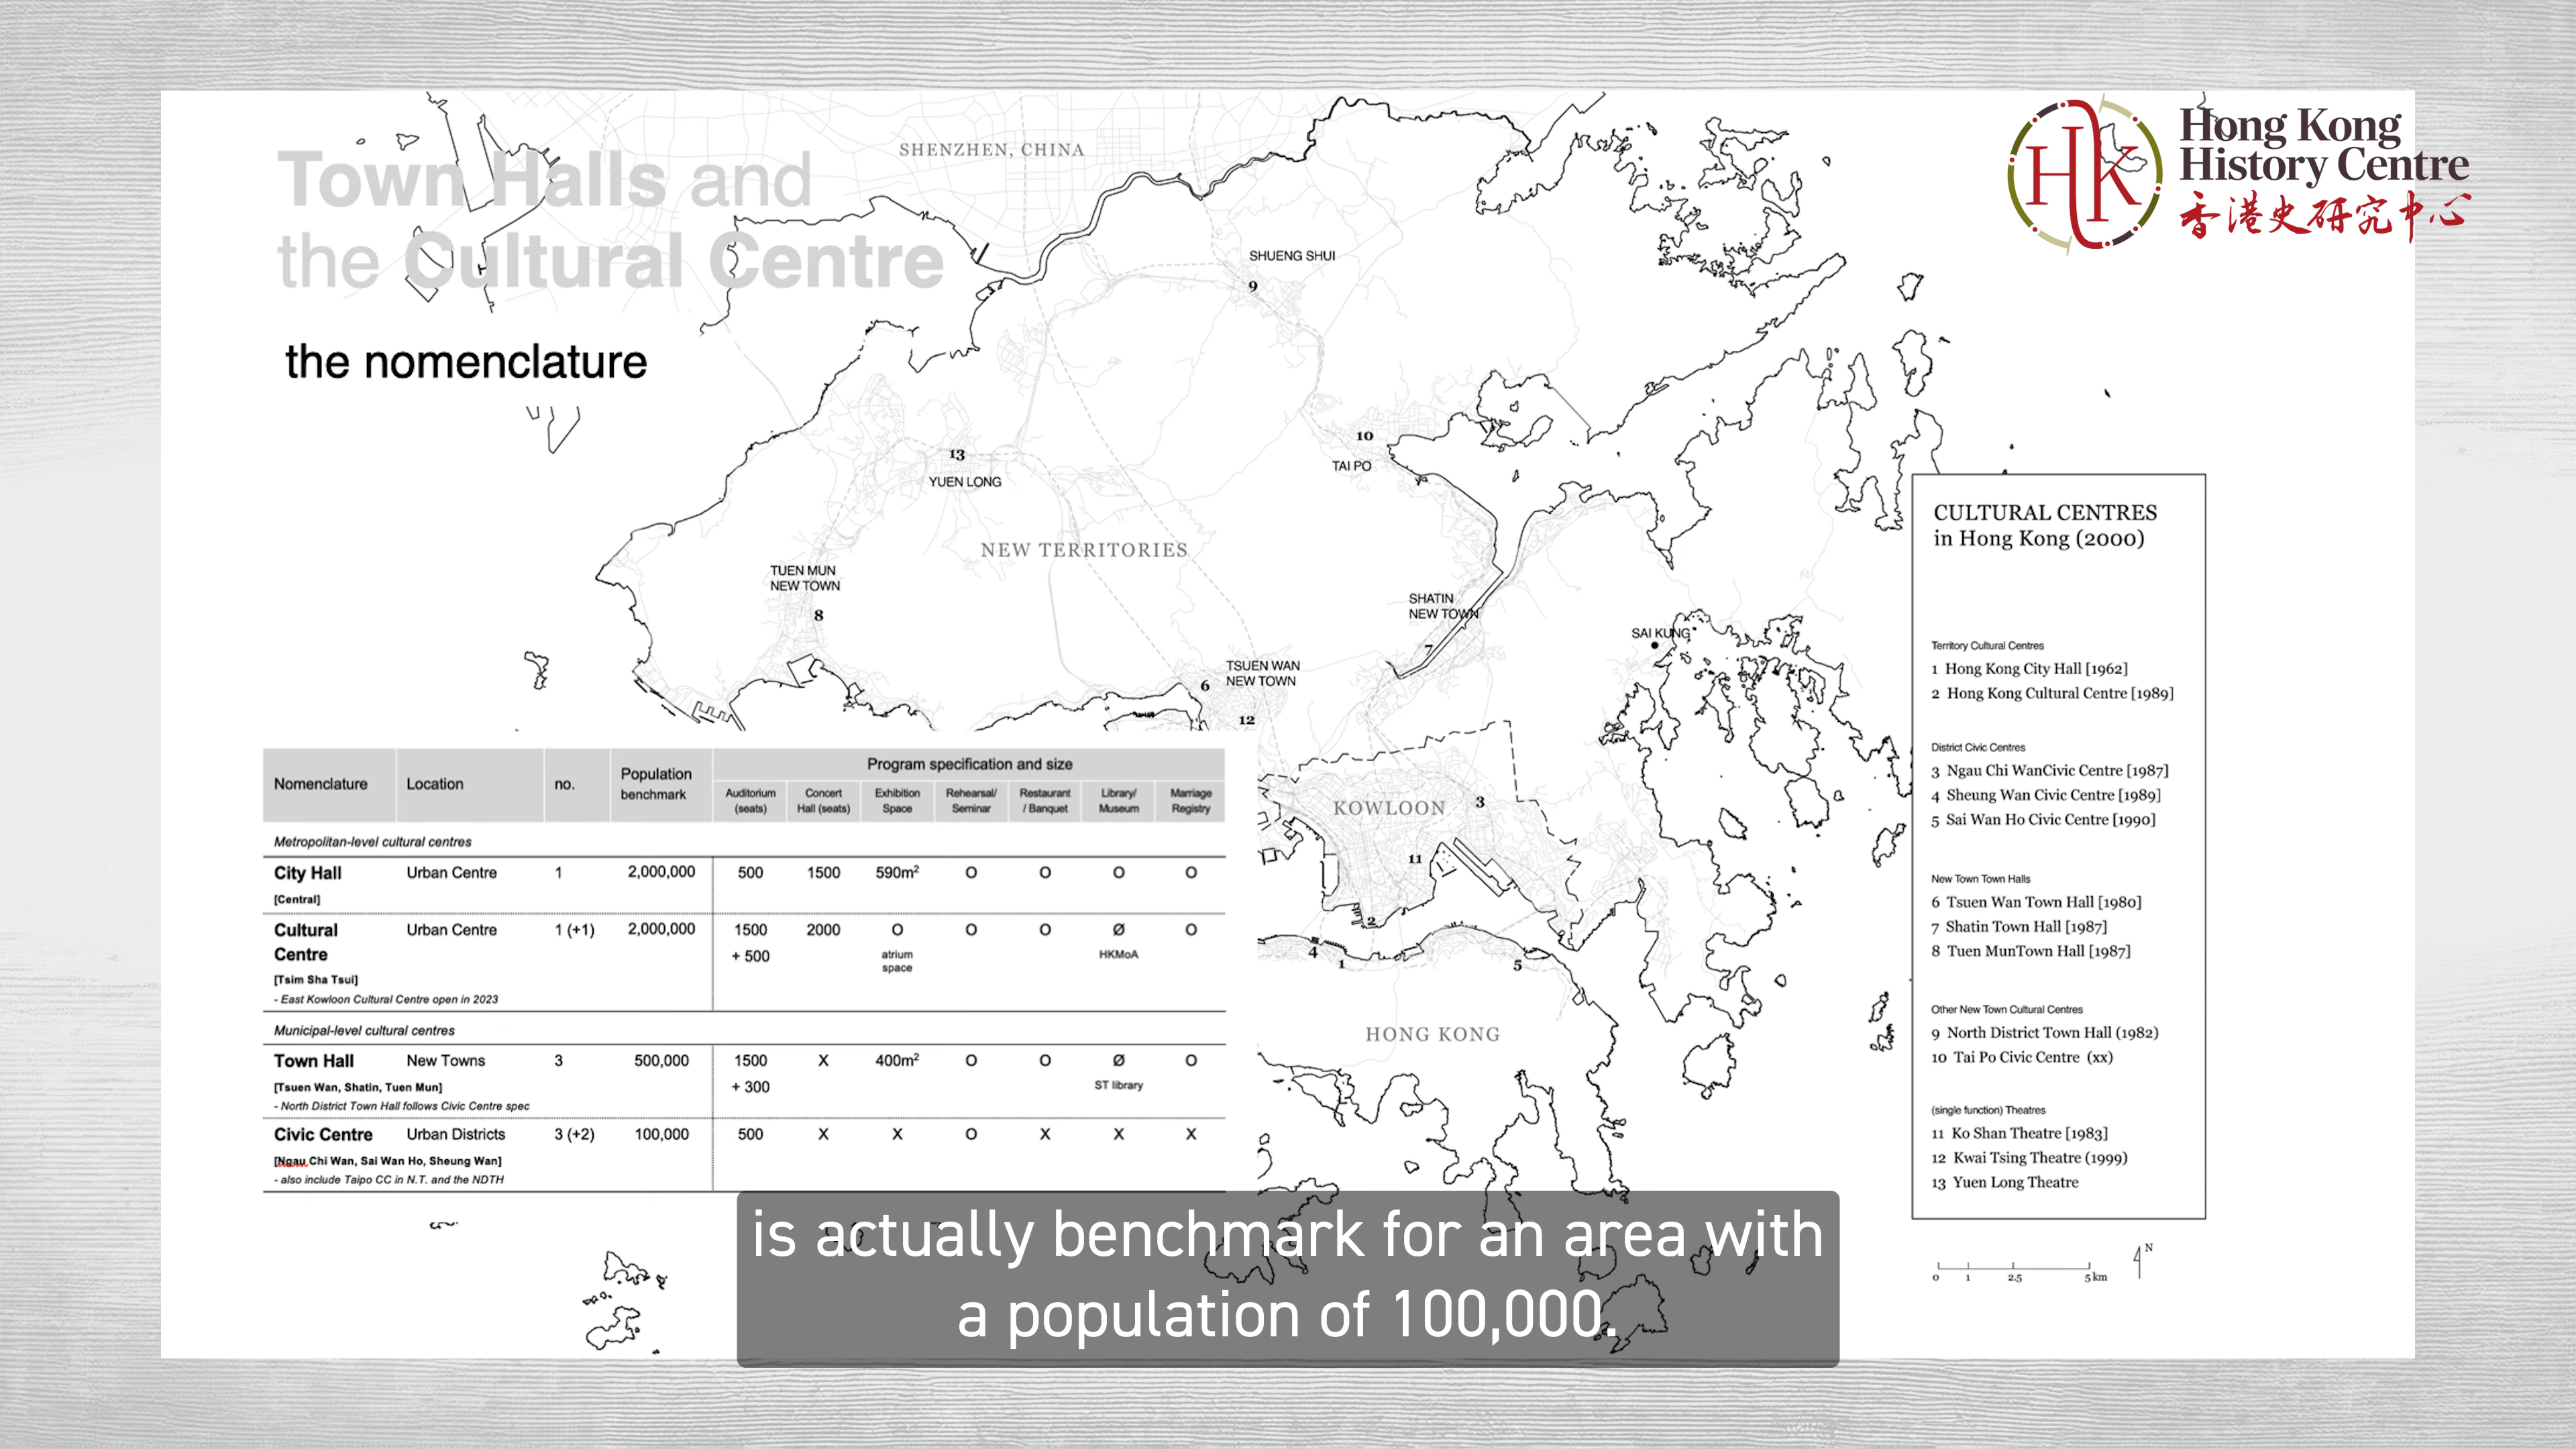 Town Halls and
the Cultural Centre
the nomenclature
Hong Kong
History Centre
香港史研究中心
HK
SHENZHEN, CHINA
SHUENG SHUI
9
10
TAI PO
13
YUEN LONG
NEW TERRITORIES
TUEN MUN
NEW TOWN
8
SHATIN
NEW TOWN
7
SAI KUNG
TSUEN WAN
NEW TOWN
6
12
KOWLOON
3
11
2
4
1
5
HONG KONG
Nomenclature Location no. Population benchmark Program specification and size
Auditorium (seats) Concert Hall (seats) Exhibition Space Rehearsal/ Seminar Restaurant / Banquet Library/ Museum Marriage Registry
Metropolitan-level cultural centres
City Hall Urban Centre 1 2,000,000 500 1500 590m² O O O O
[Central]
Cultural Urban Centre 1 (+1) 2,000,000 1500 2000 O O O Ø O
Centre + 500 atrium space HKMoA
[Tsim Sha Tsui]
- East Kowloon Cultural Centre open in 2023
Municipal-level cultural centres
Town Hall New Towns 3 500,000 1500 X 400m² O O Ø O
[Tsuen Wan, Shatin, Tuen Mun] + 300 ST library
- North District Town Hall follows Civic Centre spec
Civic Centre Urban Districts 3 (+2) 100,000 500 X X O X X X
[Ngau Chi Wan, Sai Wan Ho, Sheung Wan]
- also include Taipo CC in N.T. and the NDTH
CULTURAL CENTRES
in Hong Kong (2000)
Territory Cultural Centres
1 Hong Kong City Hall [1962]
2 Hong Kong Cultural Centre [1989]
District Civic Centres
3 Ngau Chi WanCivic Centre [1987]
4 Sheung Wan Civic Centre [1989]
5 Sai Wan Ho Civic Centre [1990]
New Town Town Halls
6 Tsuen Wan Town Hall [1980]
7 Shatin Town Hall [1987]
8 Tuen MunTown Hall [1987]
Other New Town Cultural Centres
9 North District Town Hall (1982)
10 Tai Po Civic Centre (xx)
(single function) Theatres
11 Ko Shan Theatre [1983]
12 Kwai Tsing Theatre (1999)
13 Yuen Long Theatre
0 1 2.5 5 km
N
is actually benchmark for an area with
a population of 100,000.